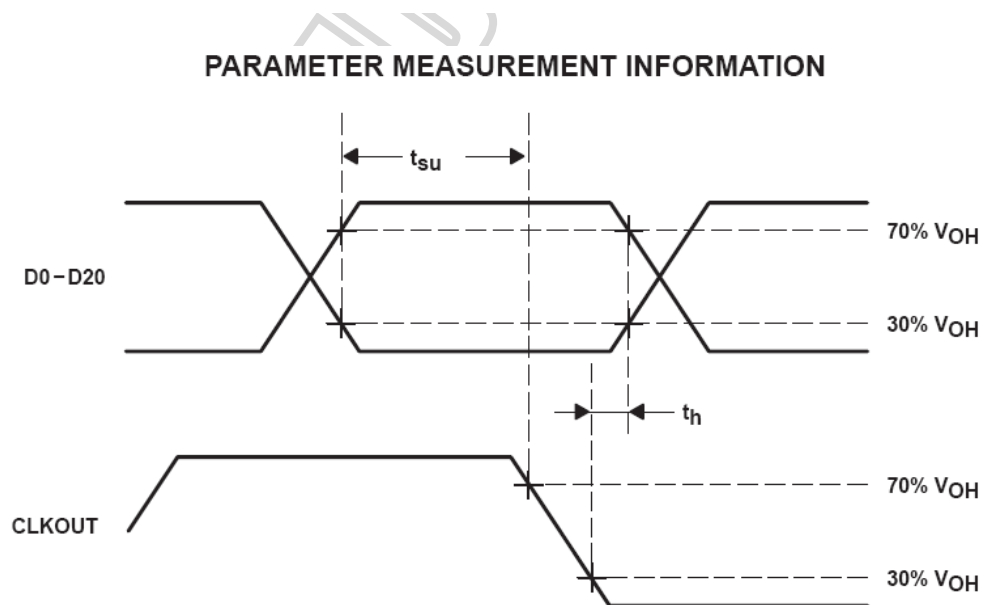 PARAMETER MEASUREMENT INFORMATION
tsu
70% VOH
D0–D20
30% VOH
th
70% VOH
CLKOUT
30% VOH